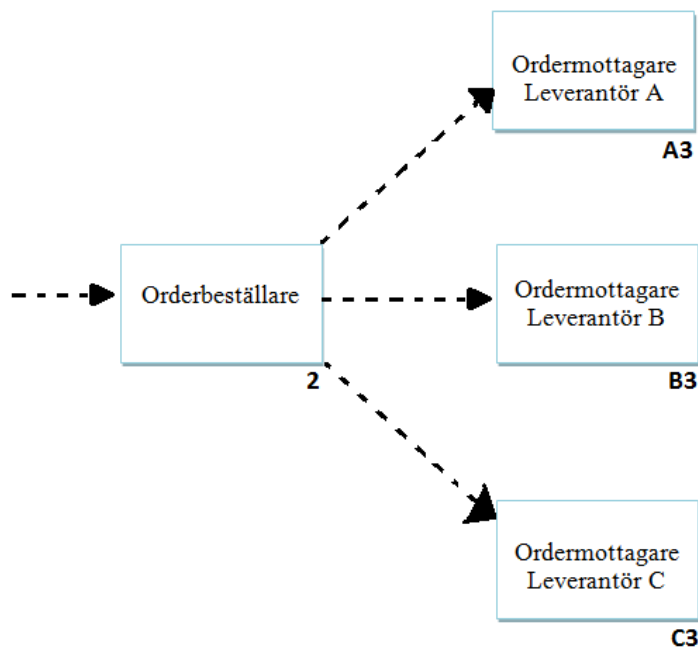 Ordermottagare
Leverantör A
A3
Orderbeställare
2
Ordermottagare
Leverantör B
B3
Ordermottagare
Leverantör C
C3